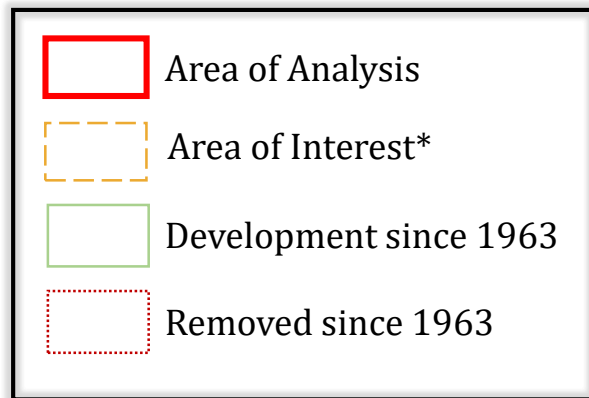 Area of Analysis
Area of Interest*
Development since 1963
Removed since 1963